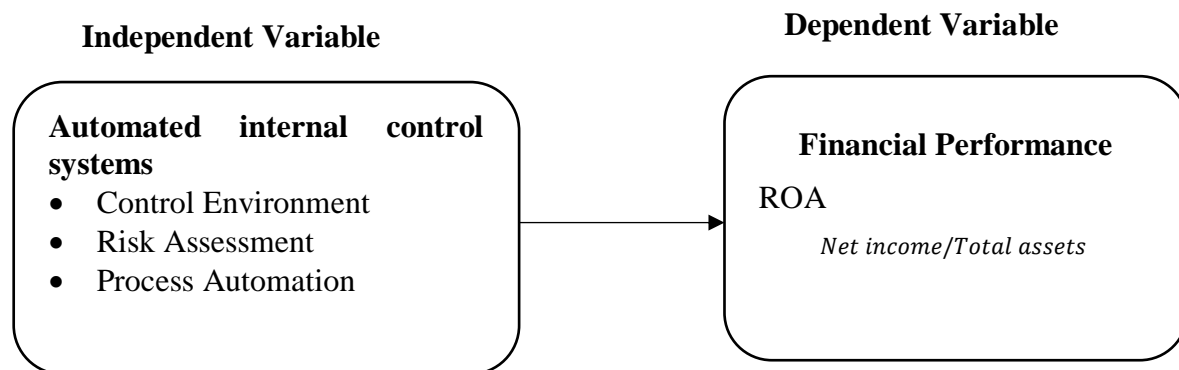 Independent Variable
Dependent Variable
Automated internal control
systems
• Control Environment
• Risk Assessment
• Process Automation
Financial Performance
ROA
Net income/Total assets